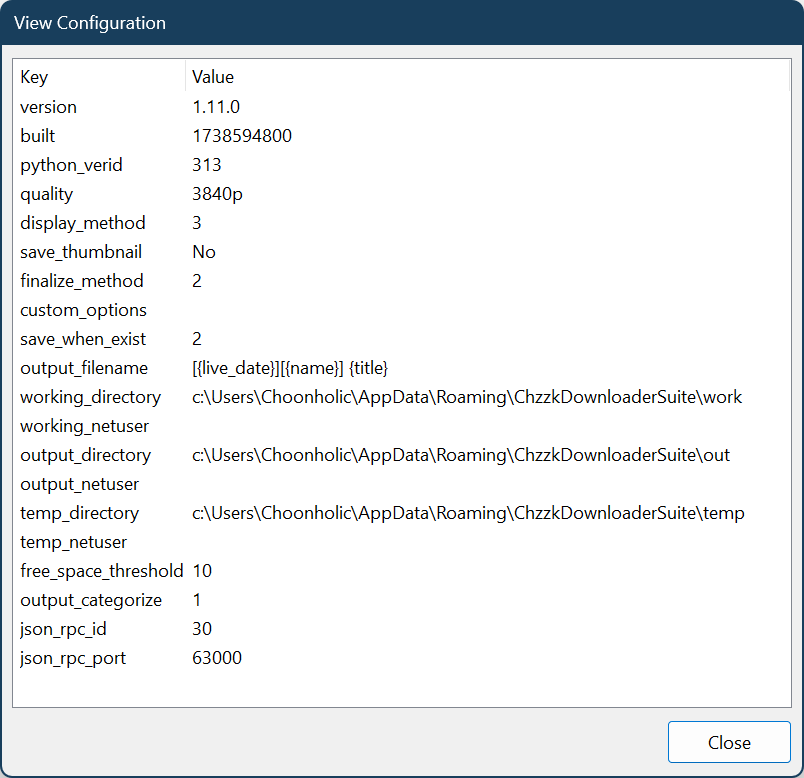 View Configuration
Key Value
version 1.11.0
built 1738594800
python_verid 313
quality 3840p
display_method 3
save_thumbnail No
finalize_method 2
custom_options
save_when_exist 2
output_filename [{live_date}][{name}] {title}
working_directory c:\Users\Choonholic\AppData\Roaming\ChzzkDownloaderSuite\work
working_netuser
output_directory c:\Users\Choonholic\AppData\Roaming\ChzzkDownloaderSuite\out
output_netuser
temp_directory c:\Users\Choonholic\AppData\Roaming\ChzzkDownloaderSuite\temp
temp_netuser
free_space_threshold 10
output_categorize 1
json_rpc_id 30
json_rpc_port 63000
Close